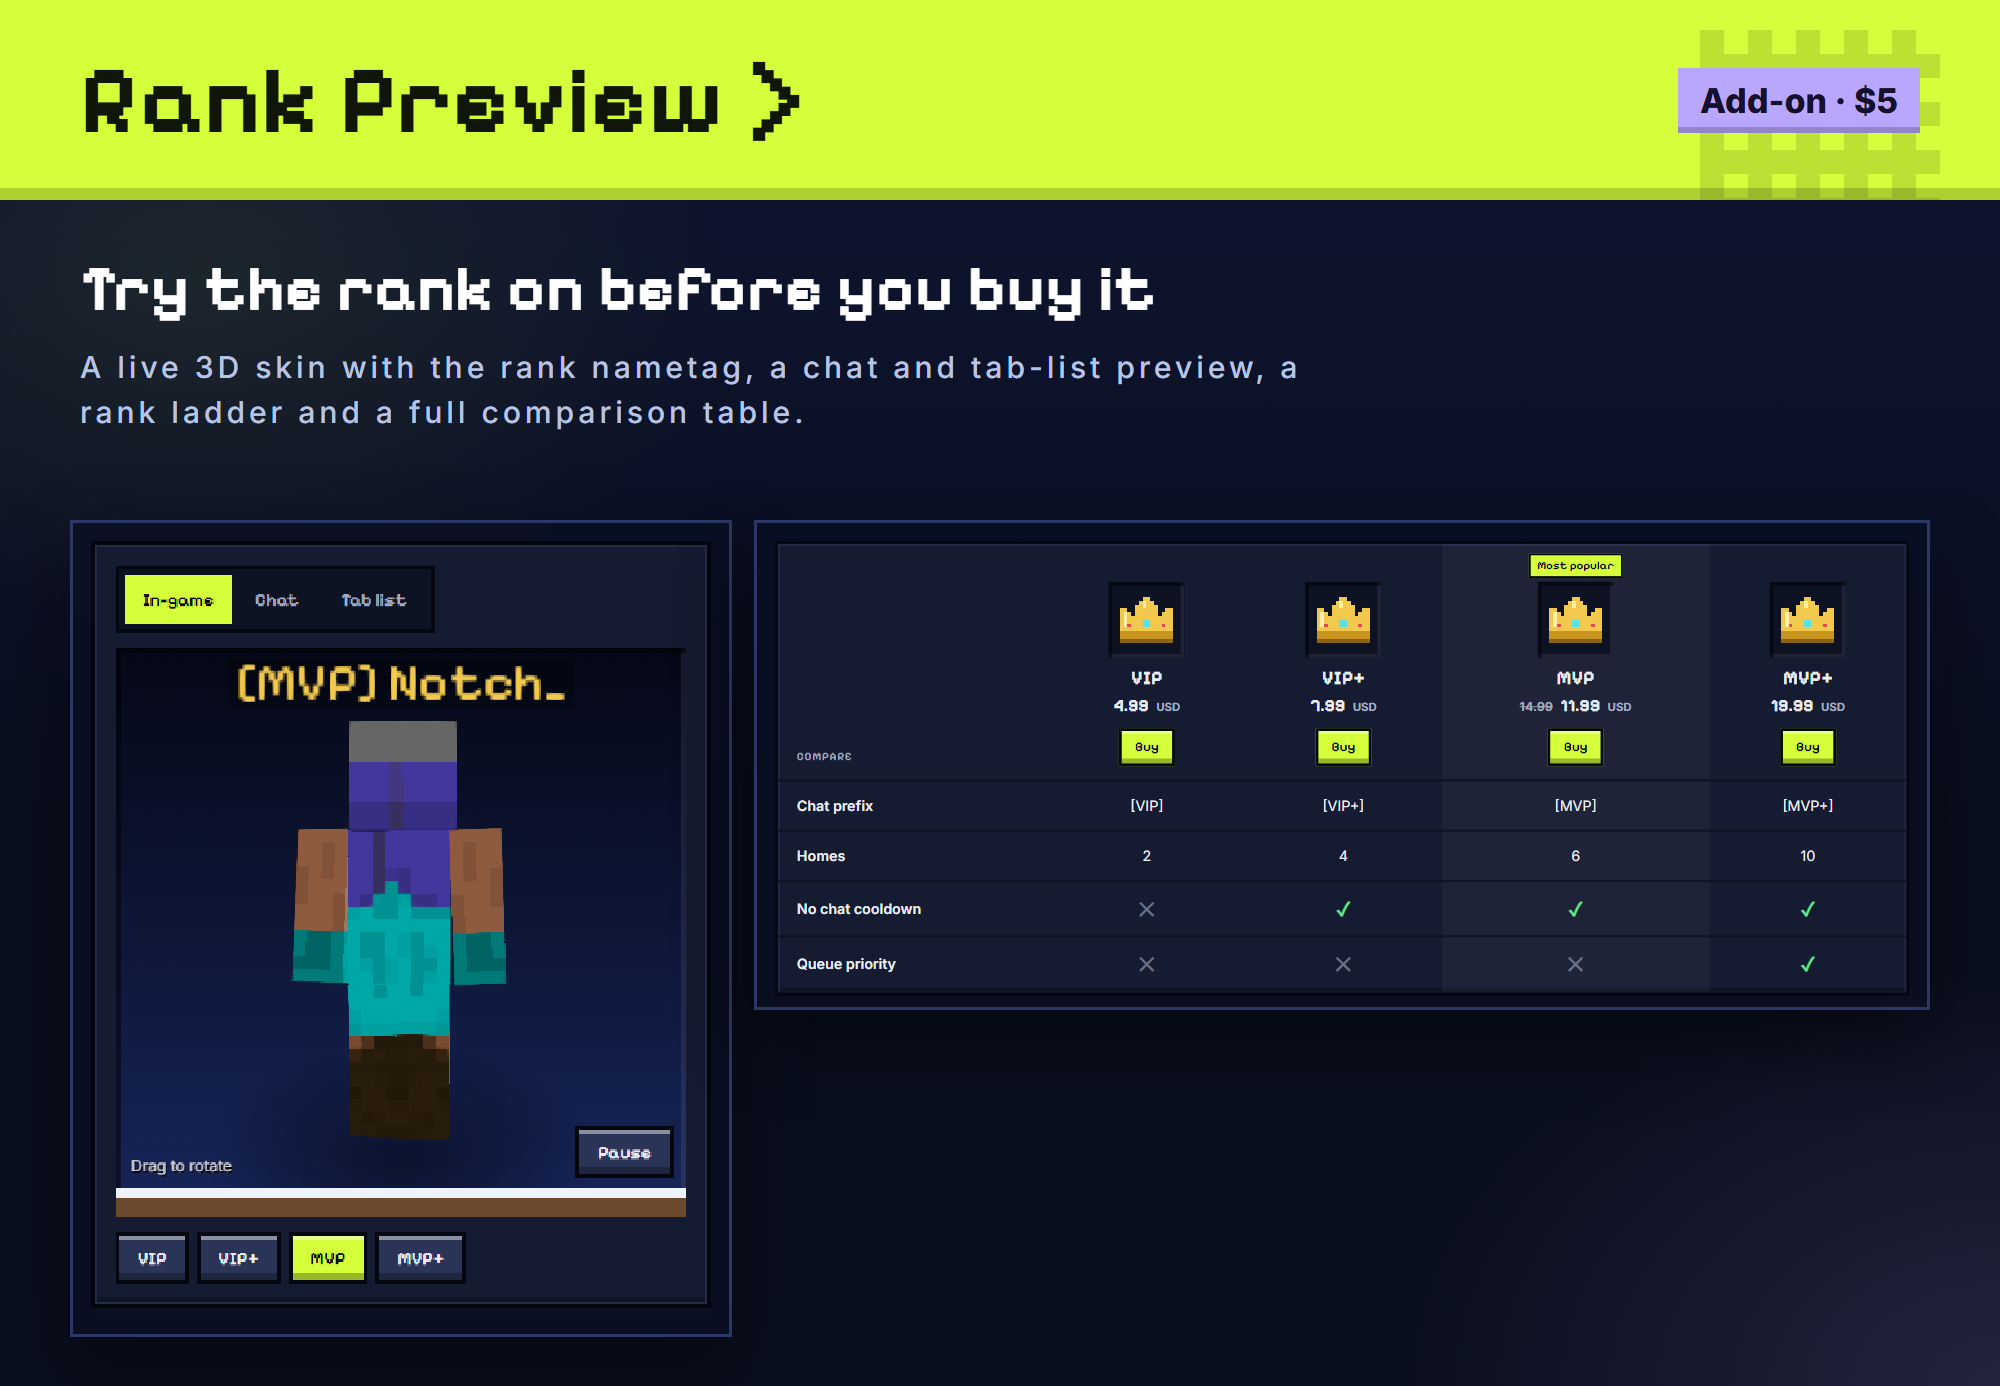 Rank Preview >
Add-on · $5
Try the rank on before you buy it
A live 3D skin with the rank nametag, a chat and tab-list preview, a
rank ladder and a full comparison table.
In-game Chat Tab list
[MVP] Notch_
Drag to rotate
Pause
VIP VIP+ MVP MVP+
Most popular
VIP VIP+ MVP MVP+
4.99 USD 7.99 USD 14.99 11.99 USD 19.99 USD
COMPARE Buy Buy Buy Buy
Chat prefix [VIP] [VIP+] [MVP] [MVP+]
Homes 2 4 6 10
No chat cooldown × ✓ ✓ ✓
Queue priority × × × ✓